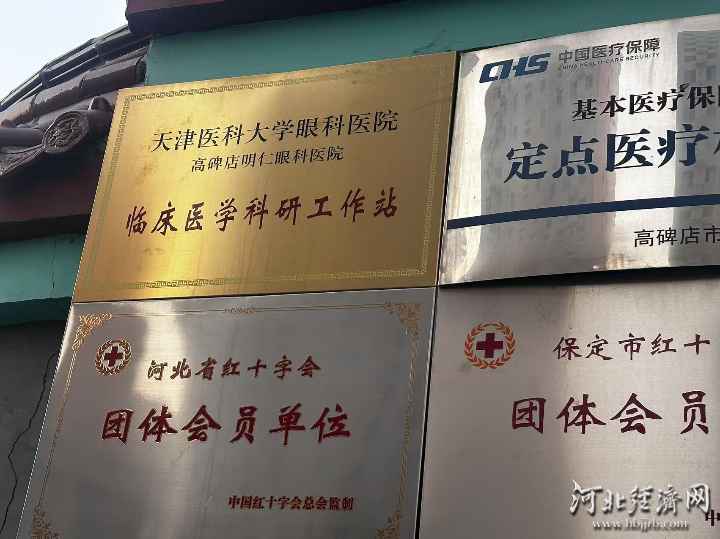 天津医科大学眼科医院
高碑店明仁眼科医院
临床医学科研工作站
CHS 中国医疗保障
CHINA HEALTHCARE SECURITY
基本医疗保
定点医疗
高碑店市
河北省红十字会
团体会员单位
中国红十字会总会监制
保定市红十
团体会员
中
河北经济网
www.hbjjrb.com